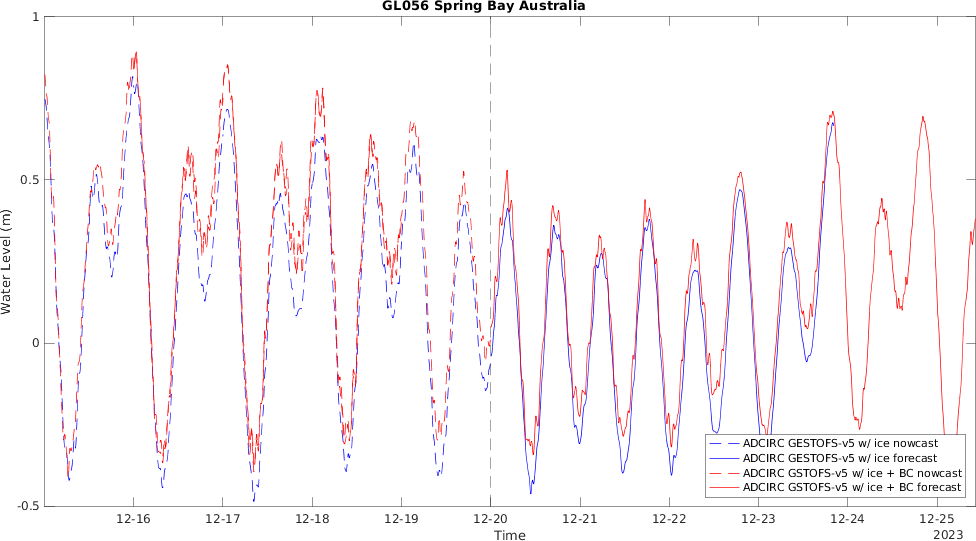 GL056 Spring Bay Australia
1
0.5
0
-0.5
Water Level (m)
12-16
12-17
12-18
12-19
12-20
12-21
12-22
12-23
12-24
12-25
Time
2023
ADCIRC GESTOFS-v5 w/ ice nowcast
ADCIRC GESTOFS-v5 w/ ice forecast
ADCIRC GSTOFS-v5 w/ ice + BC nowcast
ADCIRC GSTOFS-v5 w/ ice + BC forecast